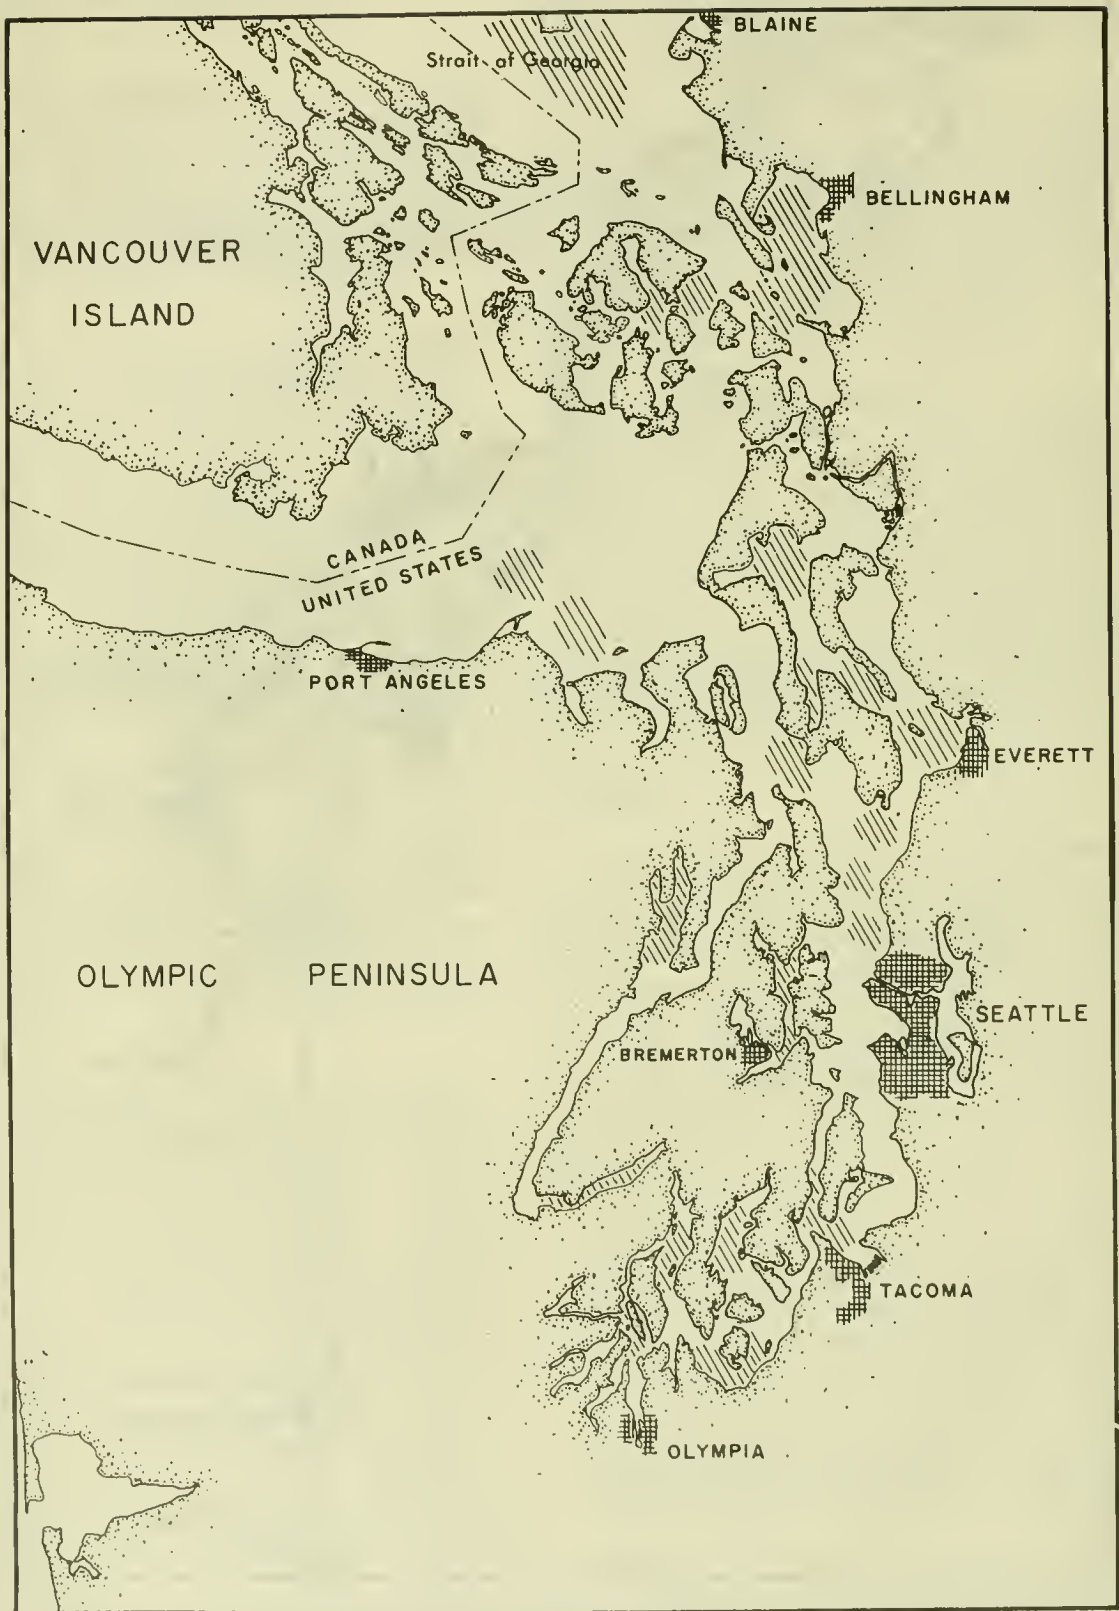 BLAINE
Strait of Georgia
BELLINGHAM
VANCOUVER
ISLAND
CANADA
UNITED STATES
PORT ANGELES
EVERETT
OLYMPIC PENINSULA
SEATTLE
BREMERTON
TACOMA
OLYMPIA